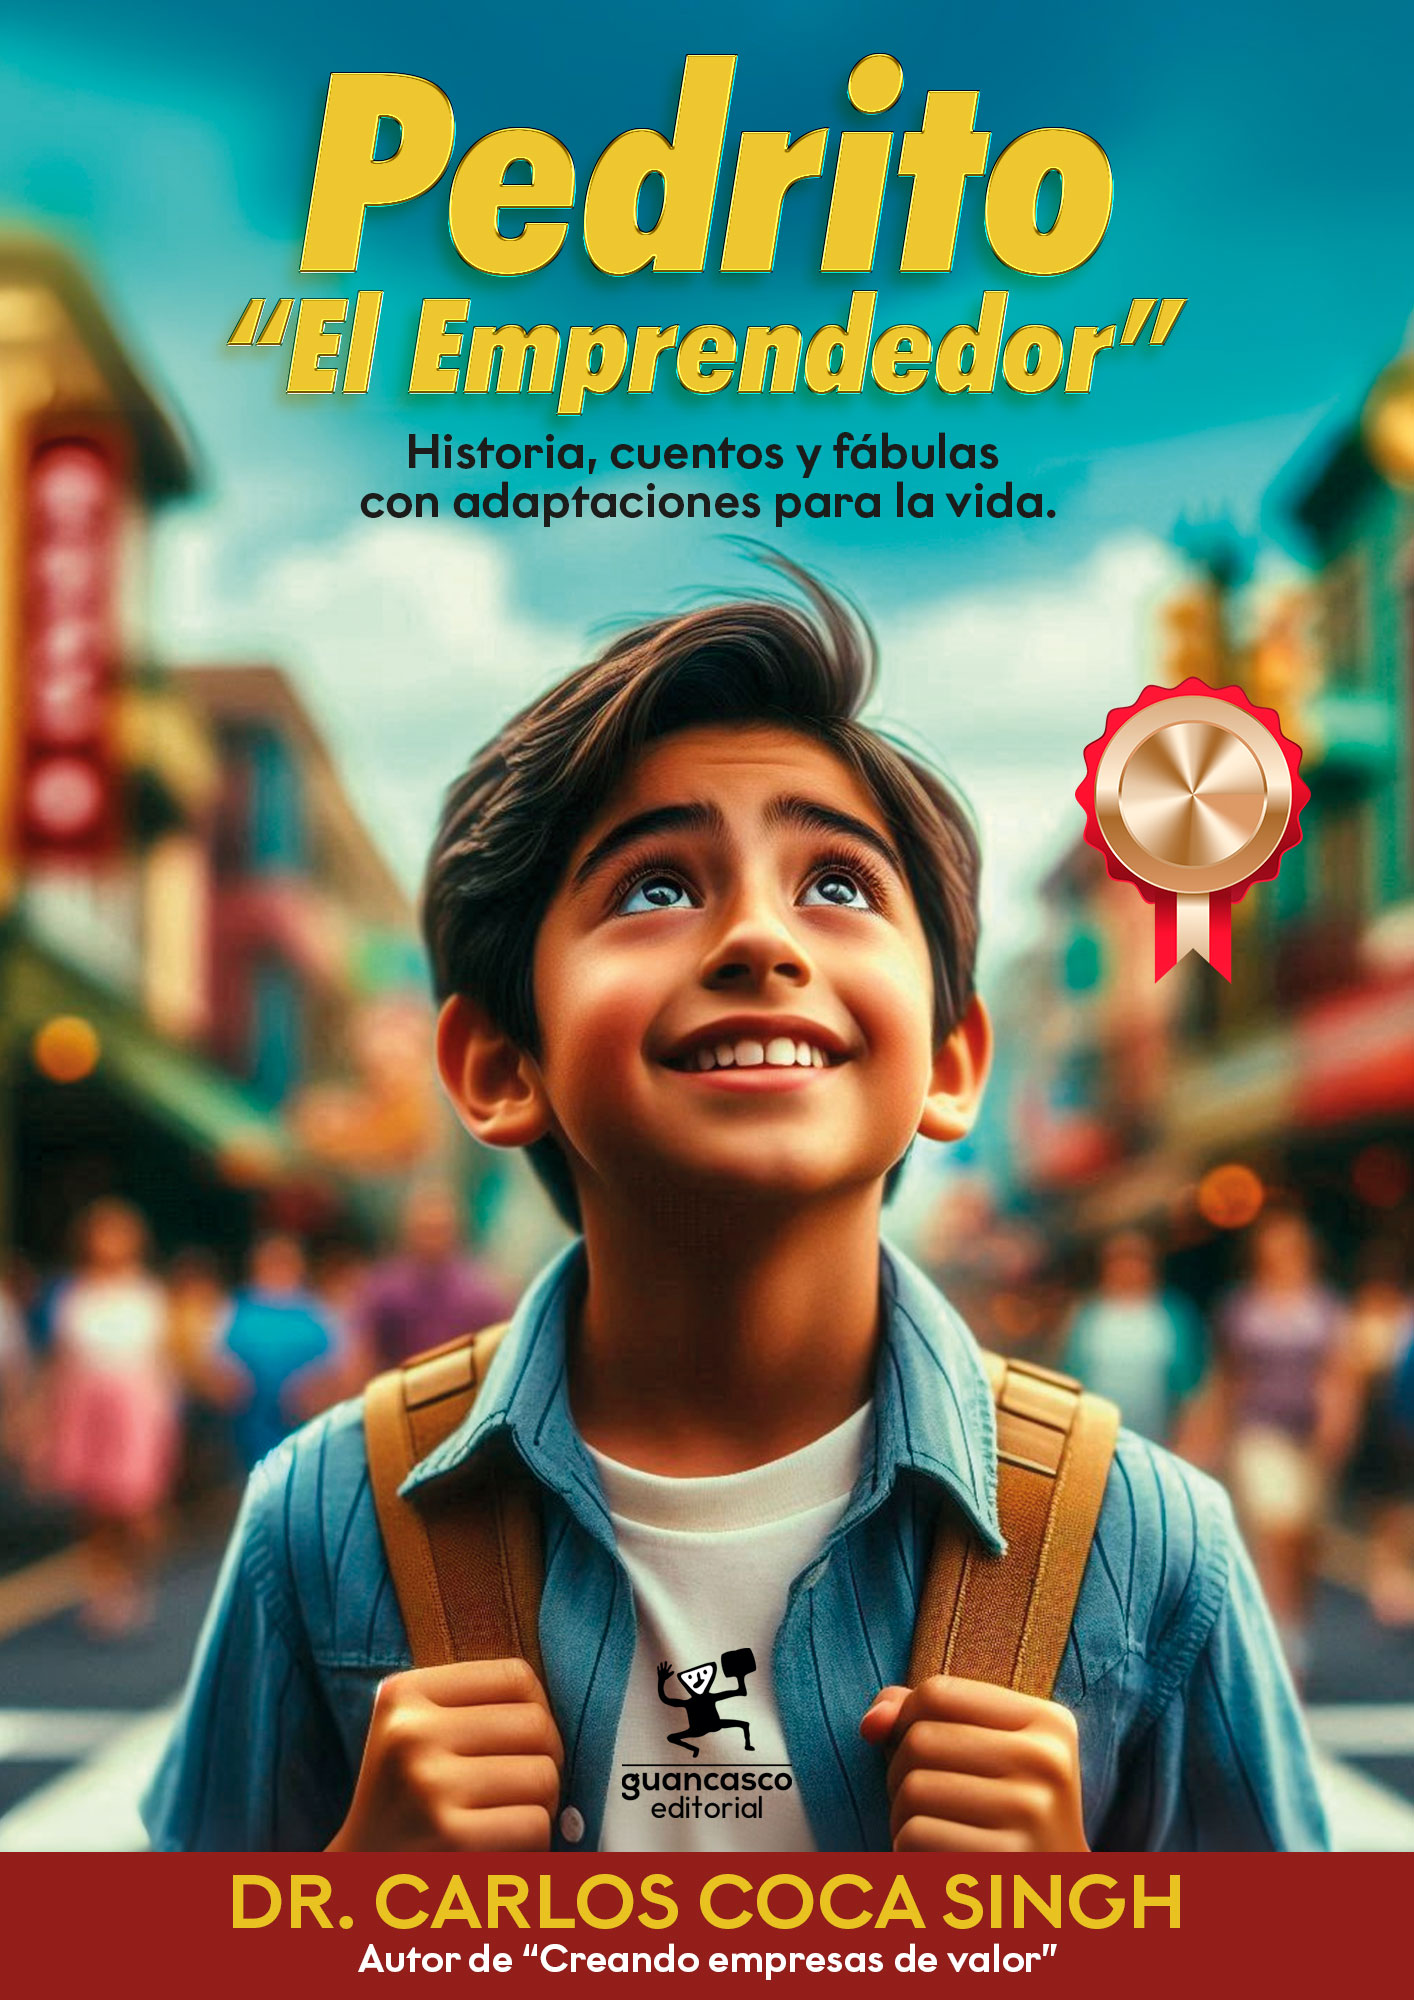 Pedrito
“El Emprendedor”
Historia, cuentos y fábulas
con adaptaciones para la vida.
guancasco
editorial
DR. CARLOS COCA SINGH
Autor de “Creando empresas de valor”